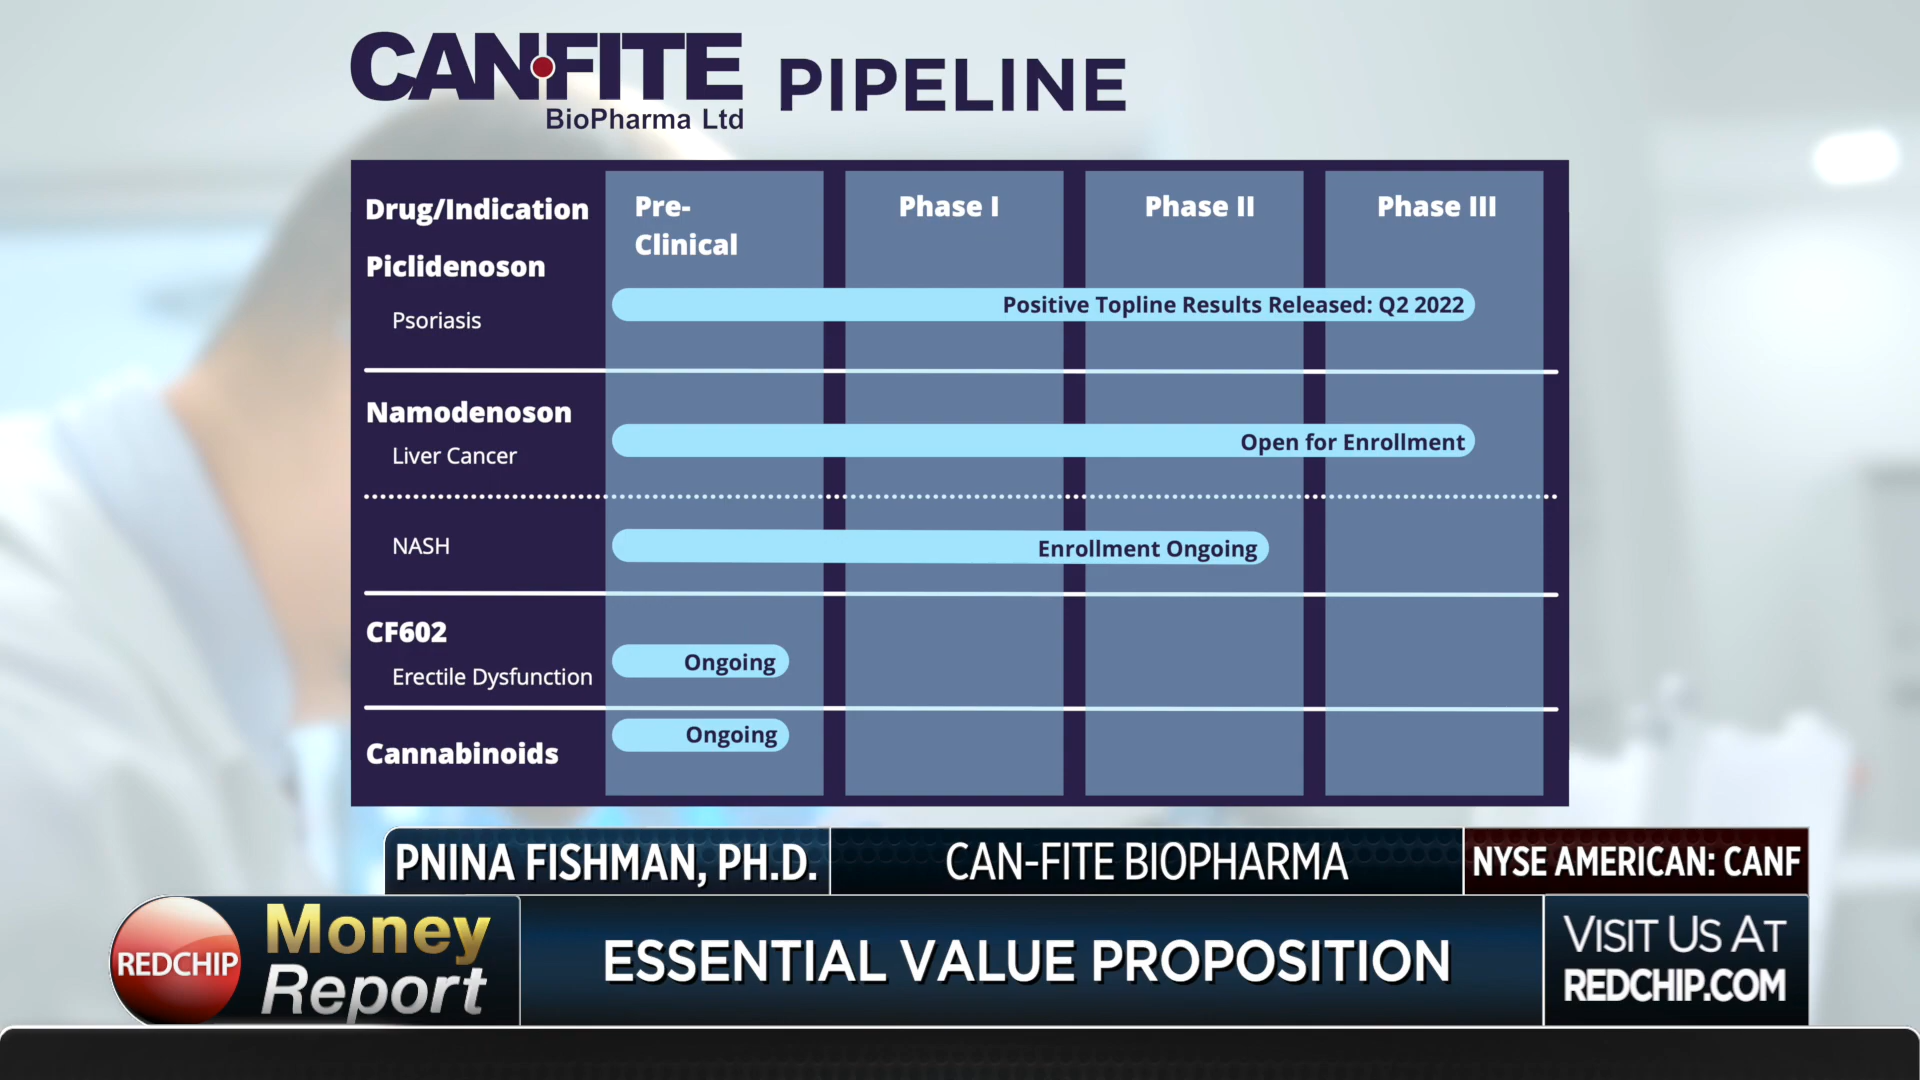 CAN-FITE
BioPharma Ltd
PIPELINE
Drug/Indication
Pre-
Clinical
Phase I
Phase II
Phase III
Piclidenoson
Psoriasis
Positive Topline Results Released: Q2 2022
Namodenoson
Liver Cancer
Open for Enrollment
NASH
Enrollment Ongoing
CF602
Erectile Dysfunction
Ongoing
Cannabinoids
Ongoing
PNINA FISHMAN, PH.D.
CAN-FITE BIOPHARMA
NYSE AMERICAN: CANF
REDCHIP
Money
Report
ESSENTIAL VALUE PROPOSITION
VISIT US AT
REDCHIP.COM